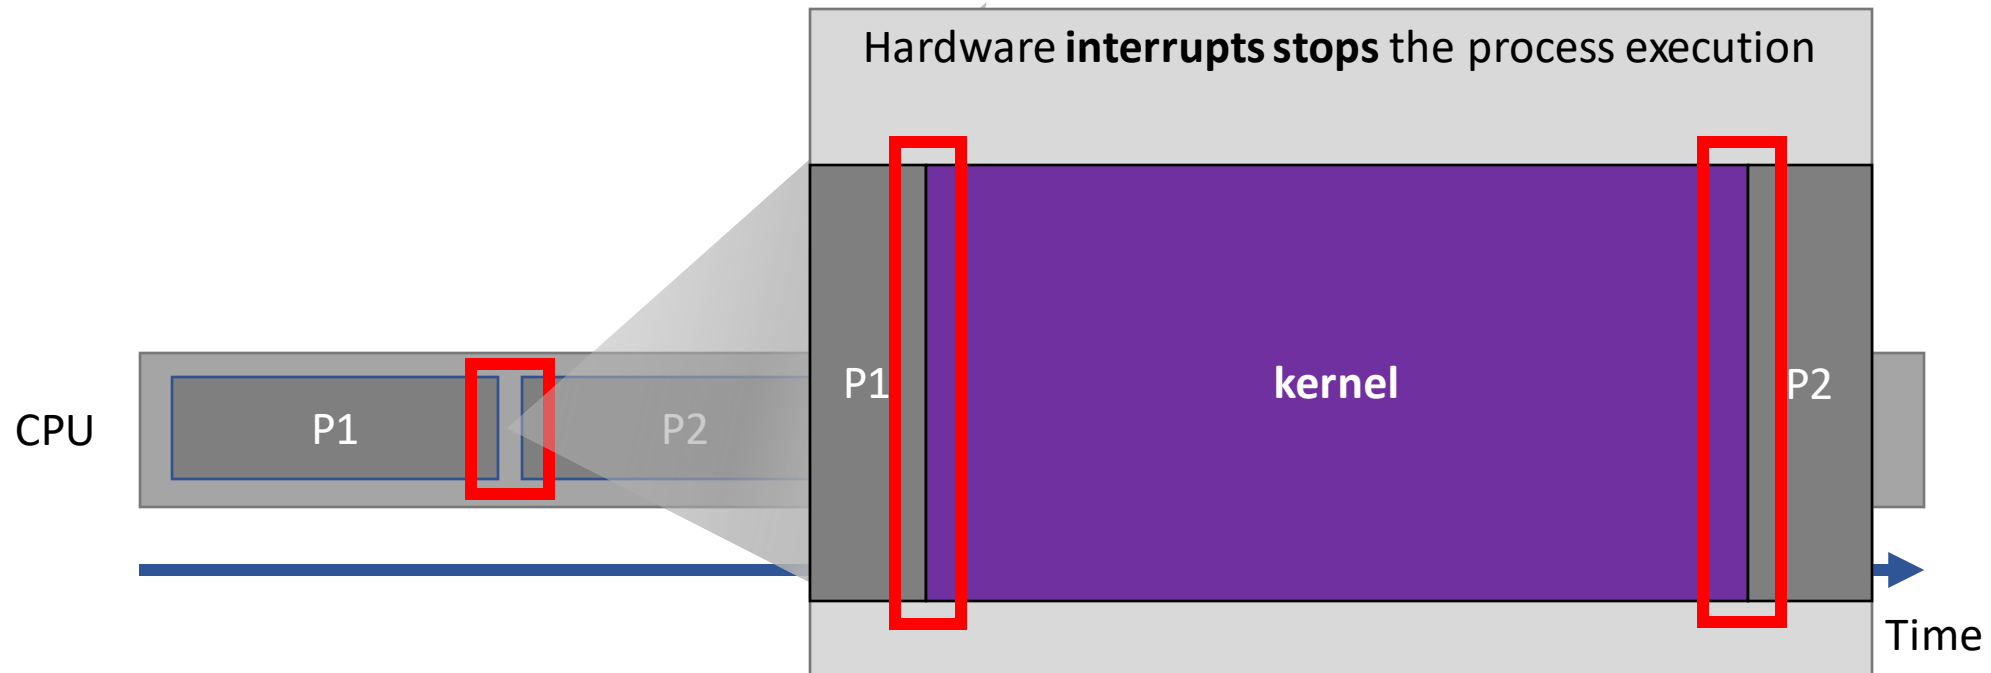 Hardware interrupts stops the process execution
CPU
P1
P2
P1
kernel
P2
Time